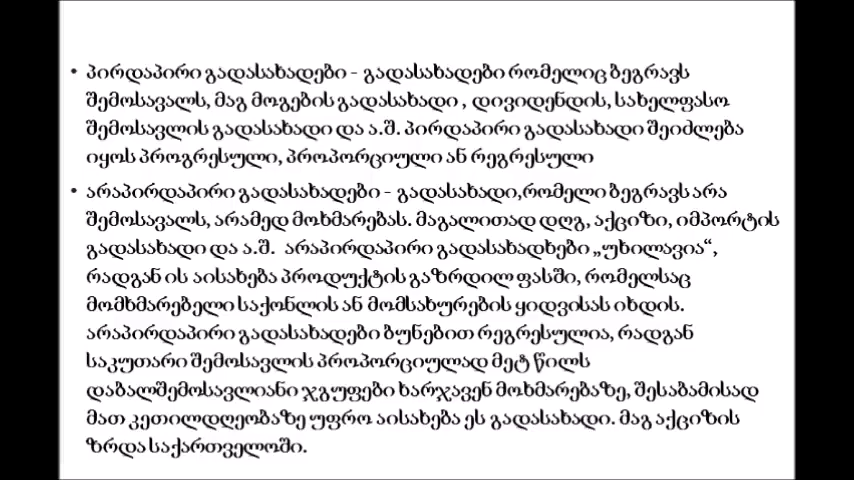 • პირდაპირი გადასახადები - გადასახადები რომელიც ბეგრავს
შემოსავალს, მაგ მოგების გადასახადი , დივიდენდის, სახელფასო
შემოსავლის გადასახადი და ა.შ. პირდაპირი გადასახადი შეიძლება
იყოს პროგრესული, პროპორციული ან რეგრესული
• არაპირდაპირი გადასახადები - გადასახადი,რომელი ბეგრავს არა
შემოსავალს, არამედ მოხმარებას. მაგალითად დღგ, აქციზი, იმპორტის
გადასახადი და ა.შ. არაპირდაპირი გადასახადხები „უხილავია“,
რადგან ის აისახება პროდუქტის გაზრდილ ფასში, რომელსაც
მომხმარებელი საქონლის ან მომსახურების ყიდვისას იხდის.
არაპირდაპირი გადასახადები ბუნებით რეგრესულია, რადგან
საკუთარი შემოსავლის პროპორციულად მეტ წილს
დაბალშემოსავლიანი ჯგუფები ხარჯავენ მოხმარებაზე, შესაბამისად
მათ კეთილდღეობაზე უფრო აისახება ეს გადასახადი. მაგ აქციზის
ზრდა საქართველოში.